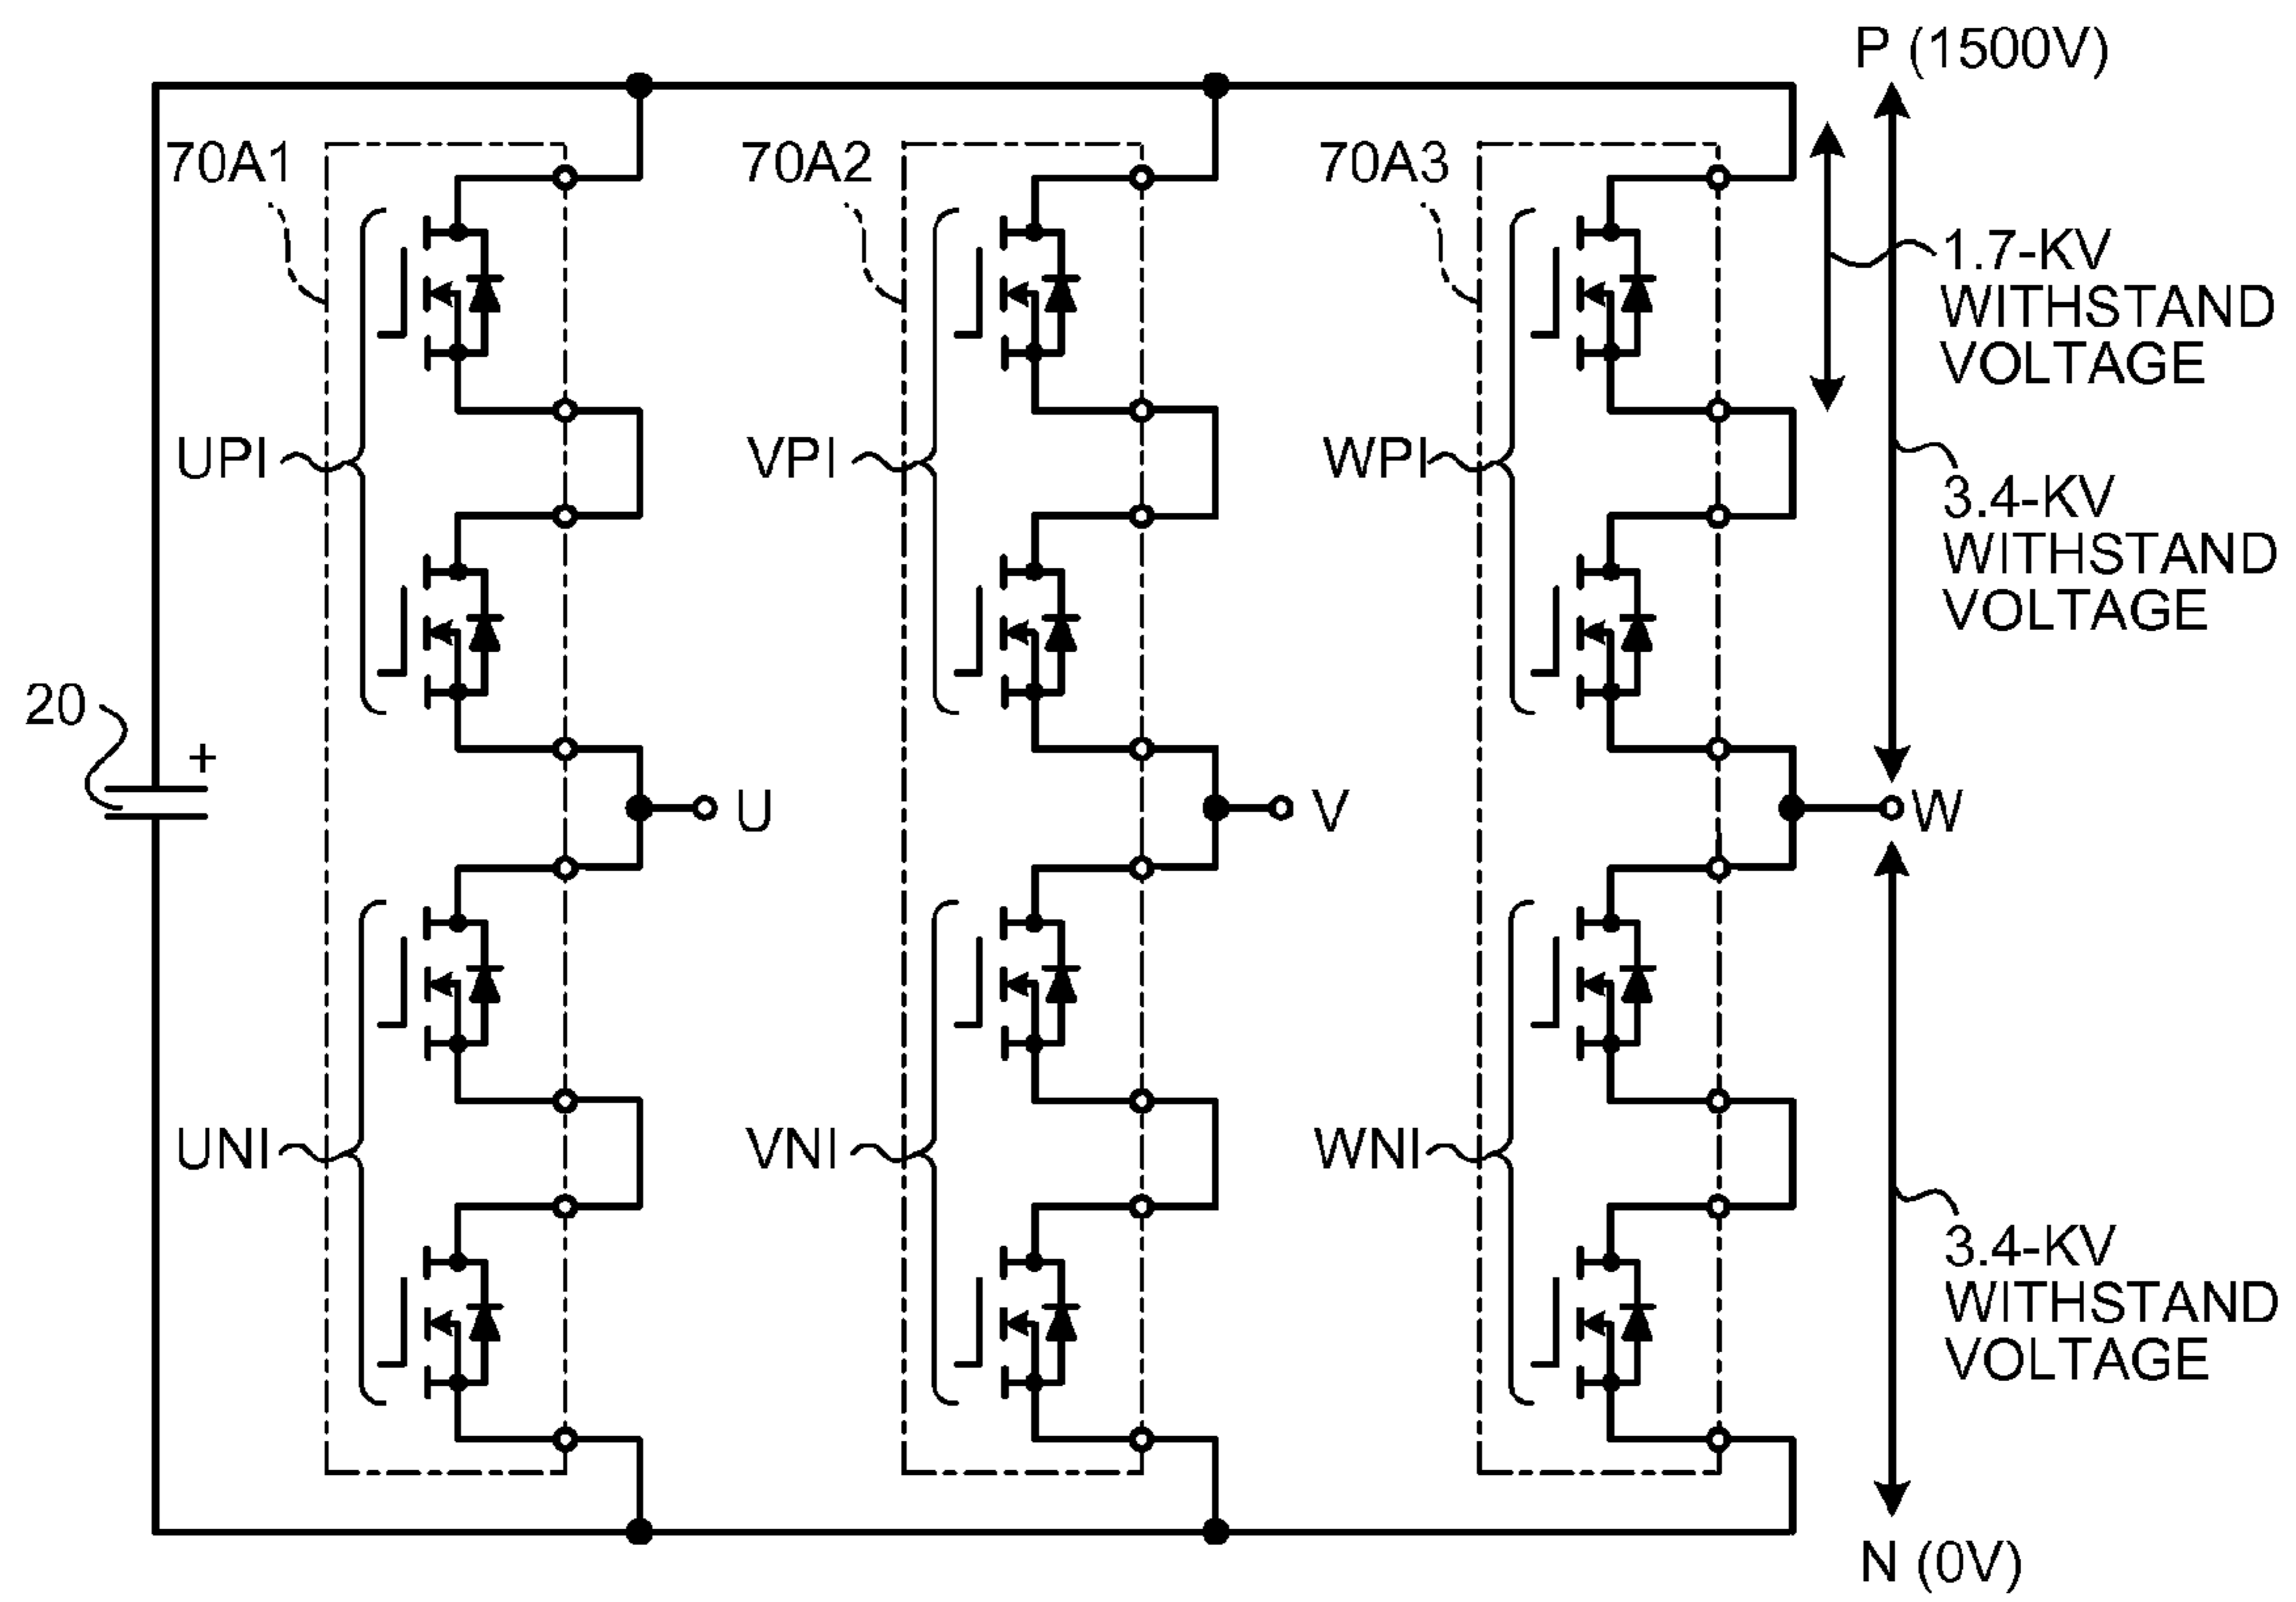 P (1500V)
70A1
70A2
70A3
1.7-KV
WITHSTAND
VOLTAGE
UPI
VPI
WPI
3.4-KV
WITHSTAND
VOLTAGE
20
+
U
V
W
UNI
VNI
WNI
3.4-KV
WITHSTAND
VOLTAGE
N (0V)